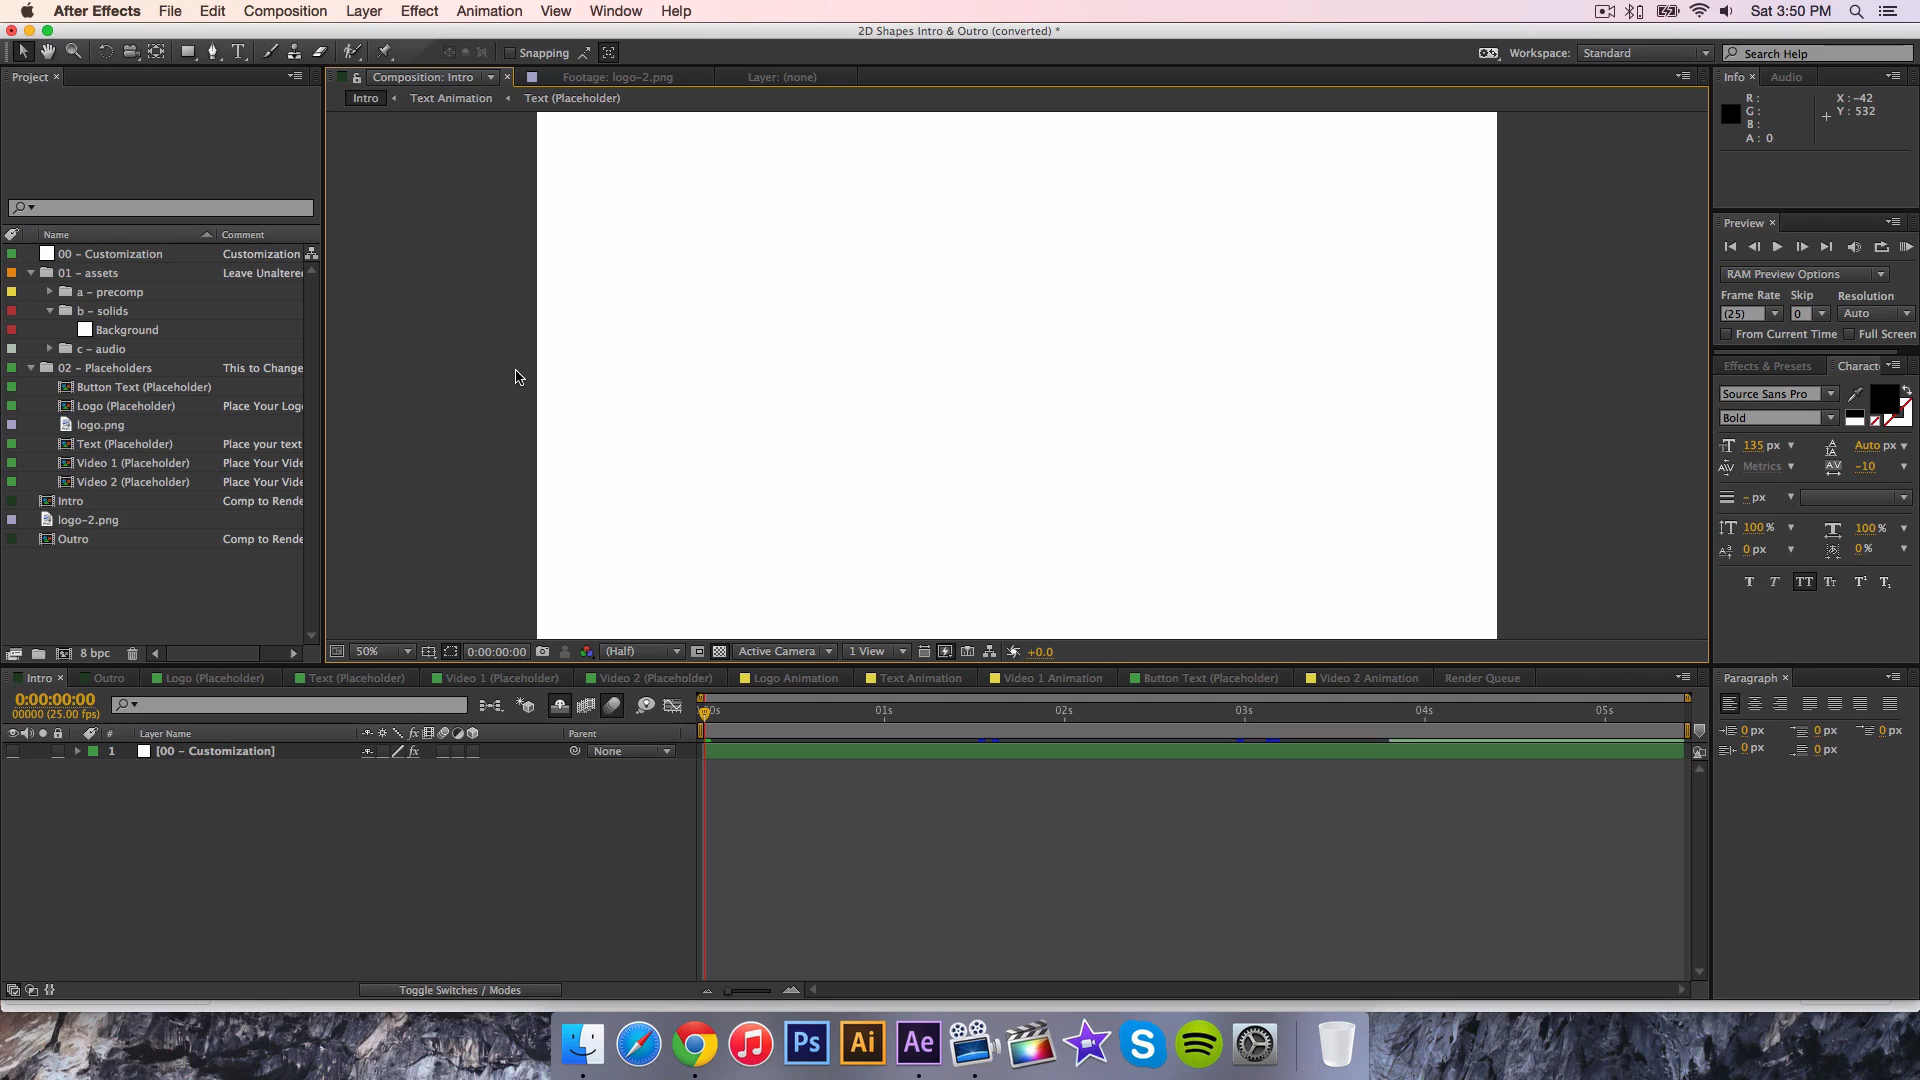 After Effects File Edit Composition Layer Effect Animation View Window Help Sat 3:50 PM
2D Shapes Intro & Outro (converted) *
T Snapping Workspace: Standard Search Help
Project × Composition: Intro × Footage: logo-2.png Layer: (none) Info × Audio
Intro Text Animation Text (Placeholder)
R : X : -42
G : Y : 532
B :
A : 0
Preview ×
Name Comment
00 - Customization Customization
01 - assets Leave Unaltere
a - precomp
b - solids
Background
c - audio
02 - Placeholders This to Change
Button Text (Placeholder)
Logo (Placeholder) Place Your Log
logo.png
Text (Placeholder) Place your text
Video 1 (Placeholder) Place Your Vide
Video 2 (Placeholder) Place Your Vide
Intro Comp to Rende
logo-2.png
Outro Comp to Rende
RAM Preview Options
Frame Rate Skip Resolution
(25) 0 Auto
From Current Time Full Screen
Effects & Presets Charact
Source Sans Pro
Bold
135 px Auto px
Metrics -10
- px
100 % 100 %
0 px 0 %
T T TT Tt T¹ T₁
8 bpc 50% 0:00:00:00 (Half) Active Camera 1 View +0.0
Intro × Outro Logo (Placeholder) Text (Placeholder) Video 1 (Placeholder) Video 2 (Placeholder) Logo Animation Text Animation Video 1 Animation Button Text (Placeholder) Video 2 Animation Render Queue Paragraph ×
0:00:00:00
00000 (25.00 fps) 00s 01s 02s 03s 04s 05s
# Layer Name fx Parent
1 [00 - Customization] fx None
0 px 0 px 0 px
0 px 0 px
Toggle Switches / Modes
Ps Ai Ae S